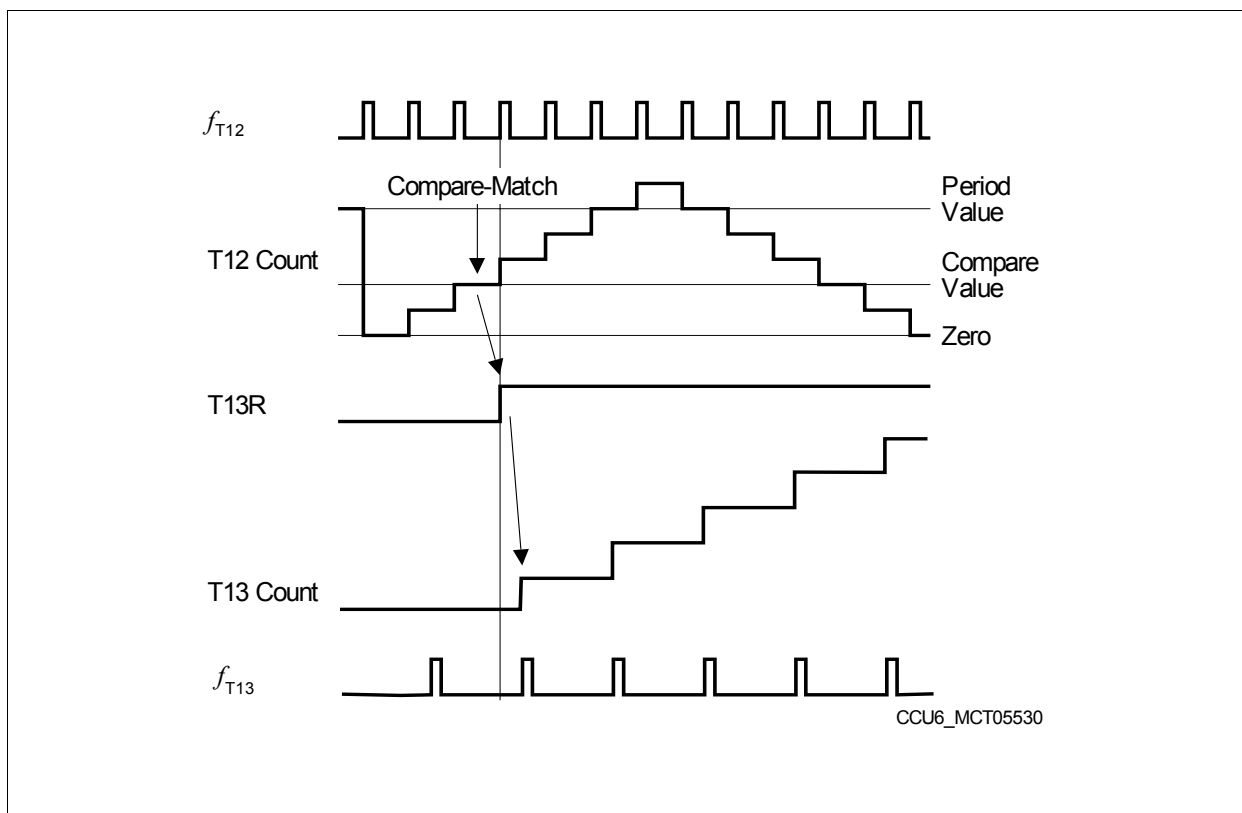 fT12
Compare-Match
Period
Value
T12 Count
Compare
Value
Zero
T13R
T13 Count
fT13
CCU6_MCT05530